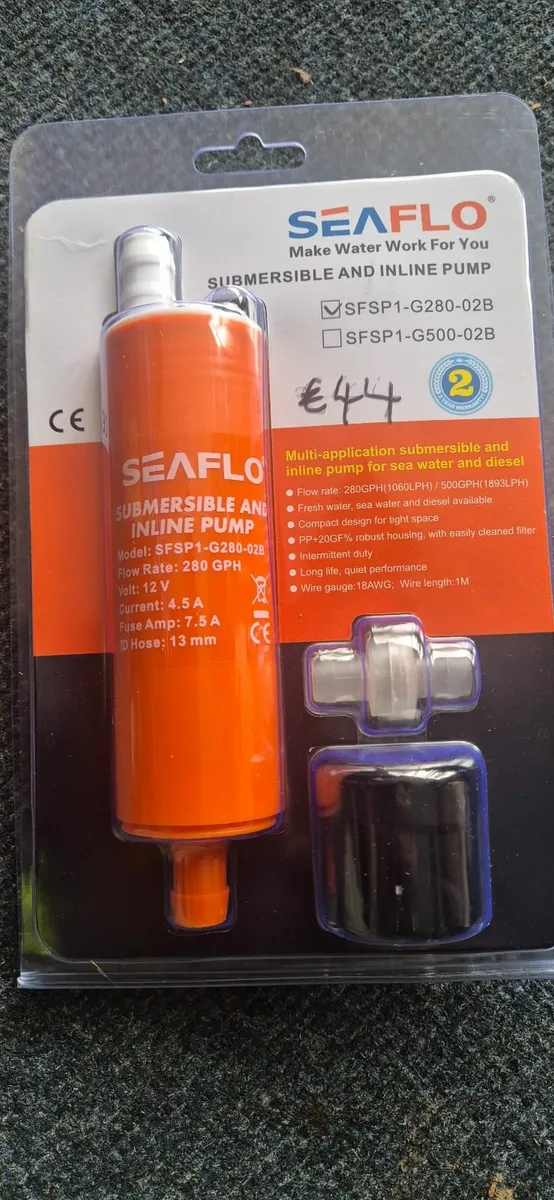 SEAFLO®
Make Water Work For You
SUBMERSIBLE AND INLINE PUMP
SFSP1-G280-02B
SFSP1-G500-02B
€44
2
2 YEAR WARRANTY
CE
Multi-application submersible and
inline pump for sea water and diesel
• Flow rate: 280GPH(1060LPH) / 500GPH(1893LPH)
• Fresh water, sea water and diesel available
• Compact design for tight space
• PP+20GF% robust housing, with easily cleaned filter
• Intermittent duty
• Long life, quiet performance
• Wire gauge:18AWG; Wire length:1M
SEAFLO
SUBMERSIBLE AND
INLINE PUMP
Model: SFSP1-G280-02B
Flow Rate: 280 GPH
Volt: 12 V
Current: 4.5 A
Fuse Amp: 7.5 A
ID Hose: 13 mm
CE